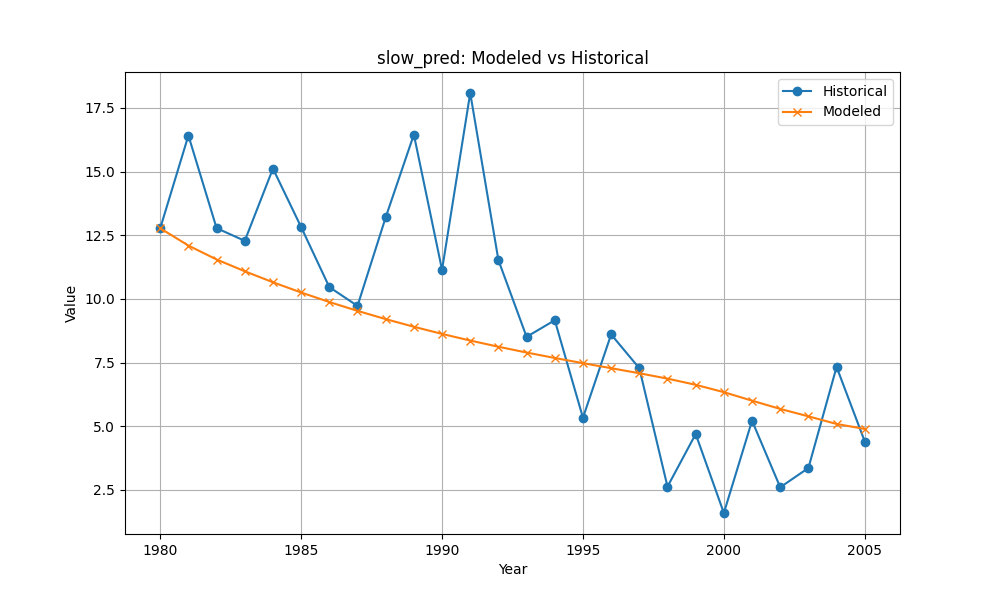 slow_pred: Modeled vs Historical
Historical
Modeled
Value
17.5
15.0
12.5
10.0
7.5
5.0
2.5
1980 1985 1990 1995 2000 2005
Year